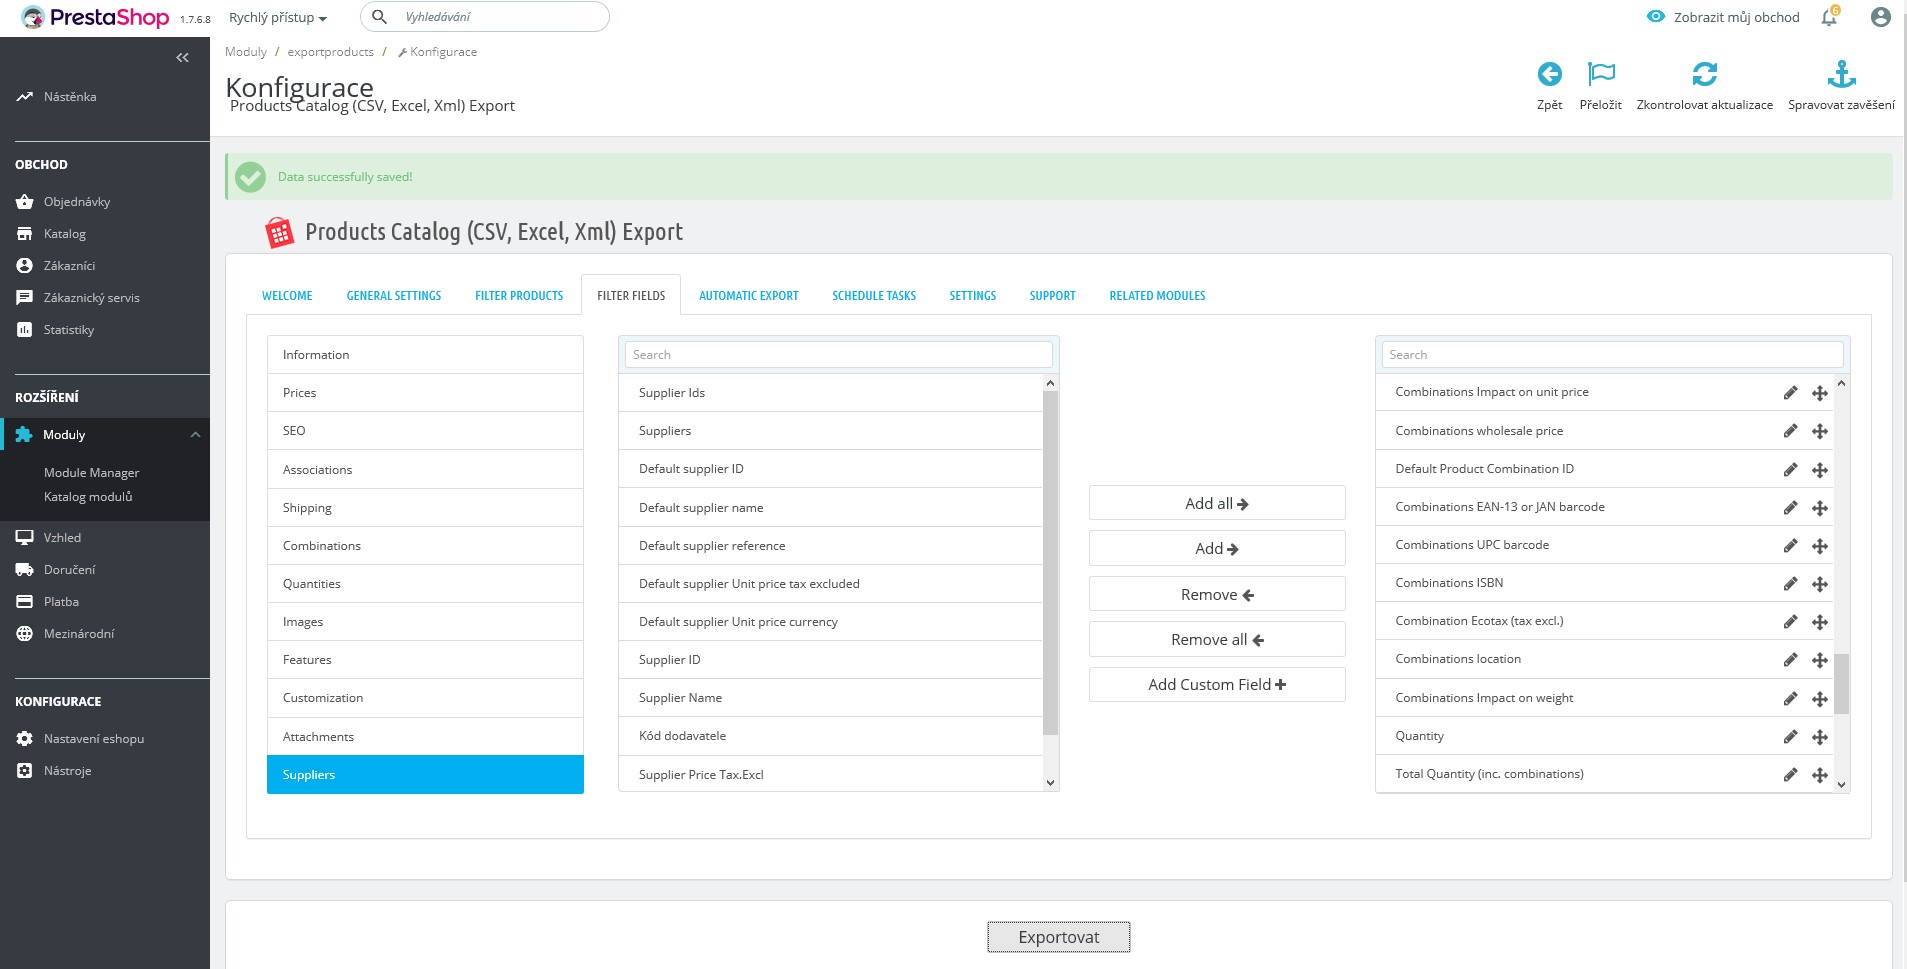 PrestaShop 1.7.6.8 Rychlý přístup Vyhledávání Zobrazit můj obchod 6
Moduly / exportproducts / Konfigurace
Konfigurace
Products Catalog (CSV, Excel, Xml) Export
Zpět Přeložit Zkontrolovat aktualizace Spravovat zavěšení
Nástěnka
OBCHOD
Objednávky
Katalog
Zákazníci
Zákaznický servis
Statistiky
ROZŠÍŘENÍ
Moduly
Module Manager
Katalog modulů
Vzhled
Doručení
Platba
Mezinárodní
KONFIGURACE
Nastavení eshopu
Nástroje
Data successfully saved!
Products Catalog (CSV, Excel, Xml) Export
WELCOME GENERAL SETTINGS FILTER PRODUCTS FILTER FIELDS AUTOMATIC EXPORT SCHEDULE TASKS SETTINGS SUPPORT RELATED MODULES
Information
Prices
SEO
Associations
Shipping
Combinations
Quantities
Images
Features
Customization
Attachments
Suppliers
Search
Supplier Ids
Suppliers
Default supplier ID
Default supplier name
Default supplier reference
Default supplier Unit price tax excluded
Default supplier Unit price currency
Supplier ID
Supplier Name
Kód dodavatele
Supplier Price Tax.Excl
Add all
Add
Remove
Remove all
Add Custom Field
Search
Combinations Impact on unit price
Combinations wholesale price
Default Product Combination ID
Combinations EAN-13 or JAN barcode
Combinations UPC barcode
Combinations ISBN
Combination Ecotax (tax excl.)
Combinations location
Combinations Impact on weight
Quantity
Total Quantity (inc. combinations)
Exportovat